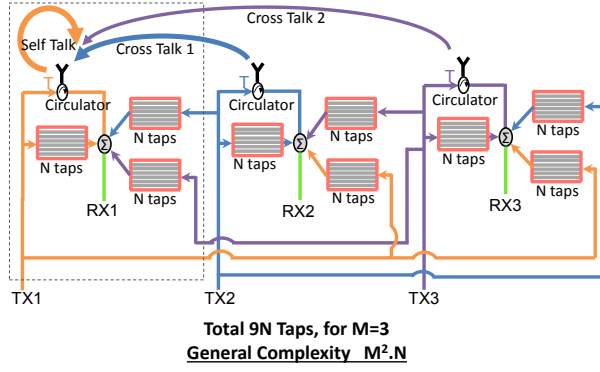 Cross Talk 2
Self Talk
Cross Talk 1
T
T
T
Circulator
Circulator
Circulator
Σ
Σ
Σ
N taps
N taps
N taps
N taps
N taps
N taps
N taps
N taps
N taps
RX1
RX2
RX3
TX1
TX2
TX3
Total 9N Taps, for M=3
General Complexity M².N